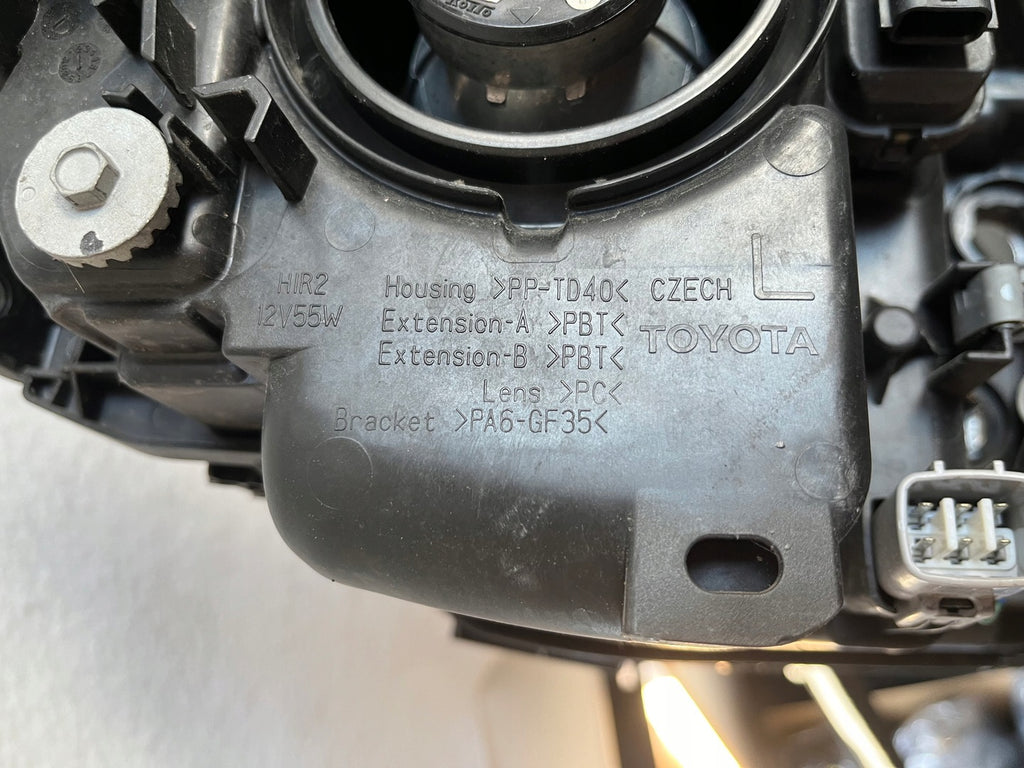 HIR2
12V55W
Housing >PP-TD40< CZECH
Extension-A >PBT<
Extension-B >PBT<
Lens >PC<
Bracket >PA6-GF35<
L
TOYOTA